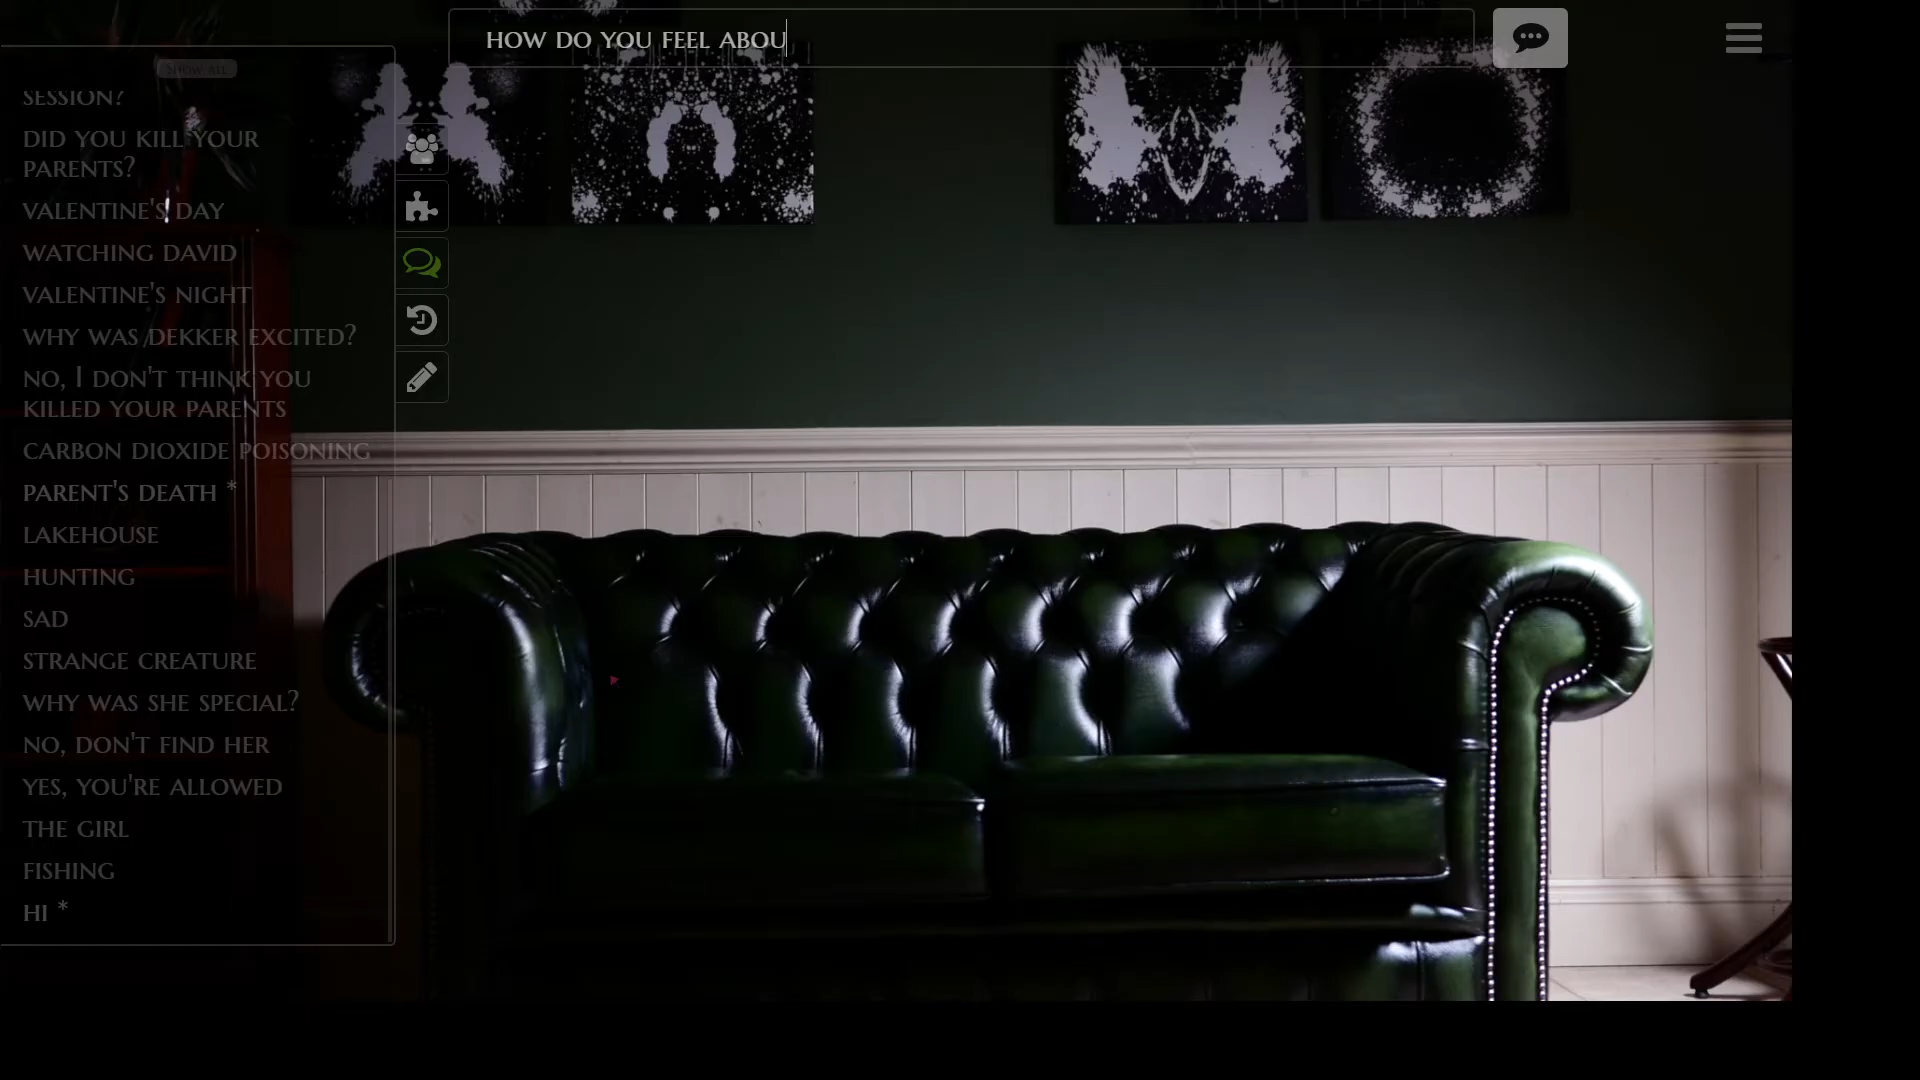 HOW DO YOU FEEL ABOU
SHOW ALL
SESSION?
DID YOU KILL YOUR
PARENTS?
VALENTINE'S DAY
WATCHING DAVID
VALENTINE'S NIGHT
WHY WAS DEKKER EXCITED?
NO, I DON'T THINK YOU
KILLED YOUR PARENTS
CARBON DIOXIDE POISONING
PARENT'S DEATH *
LAKEHOUSE
HUNTING
SAD
STRANGE CREATURE
WHY WAS SHE SPECIAL?
NO, DON'T FIND HER
YES, YOU'RE ALLOWED
THE GIRL
FISHING
HI *